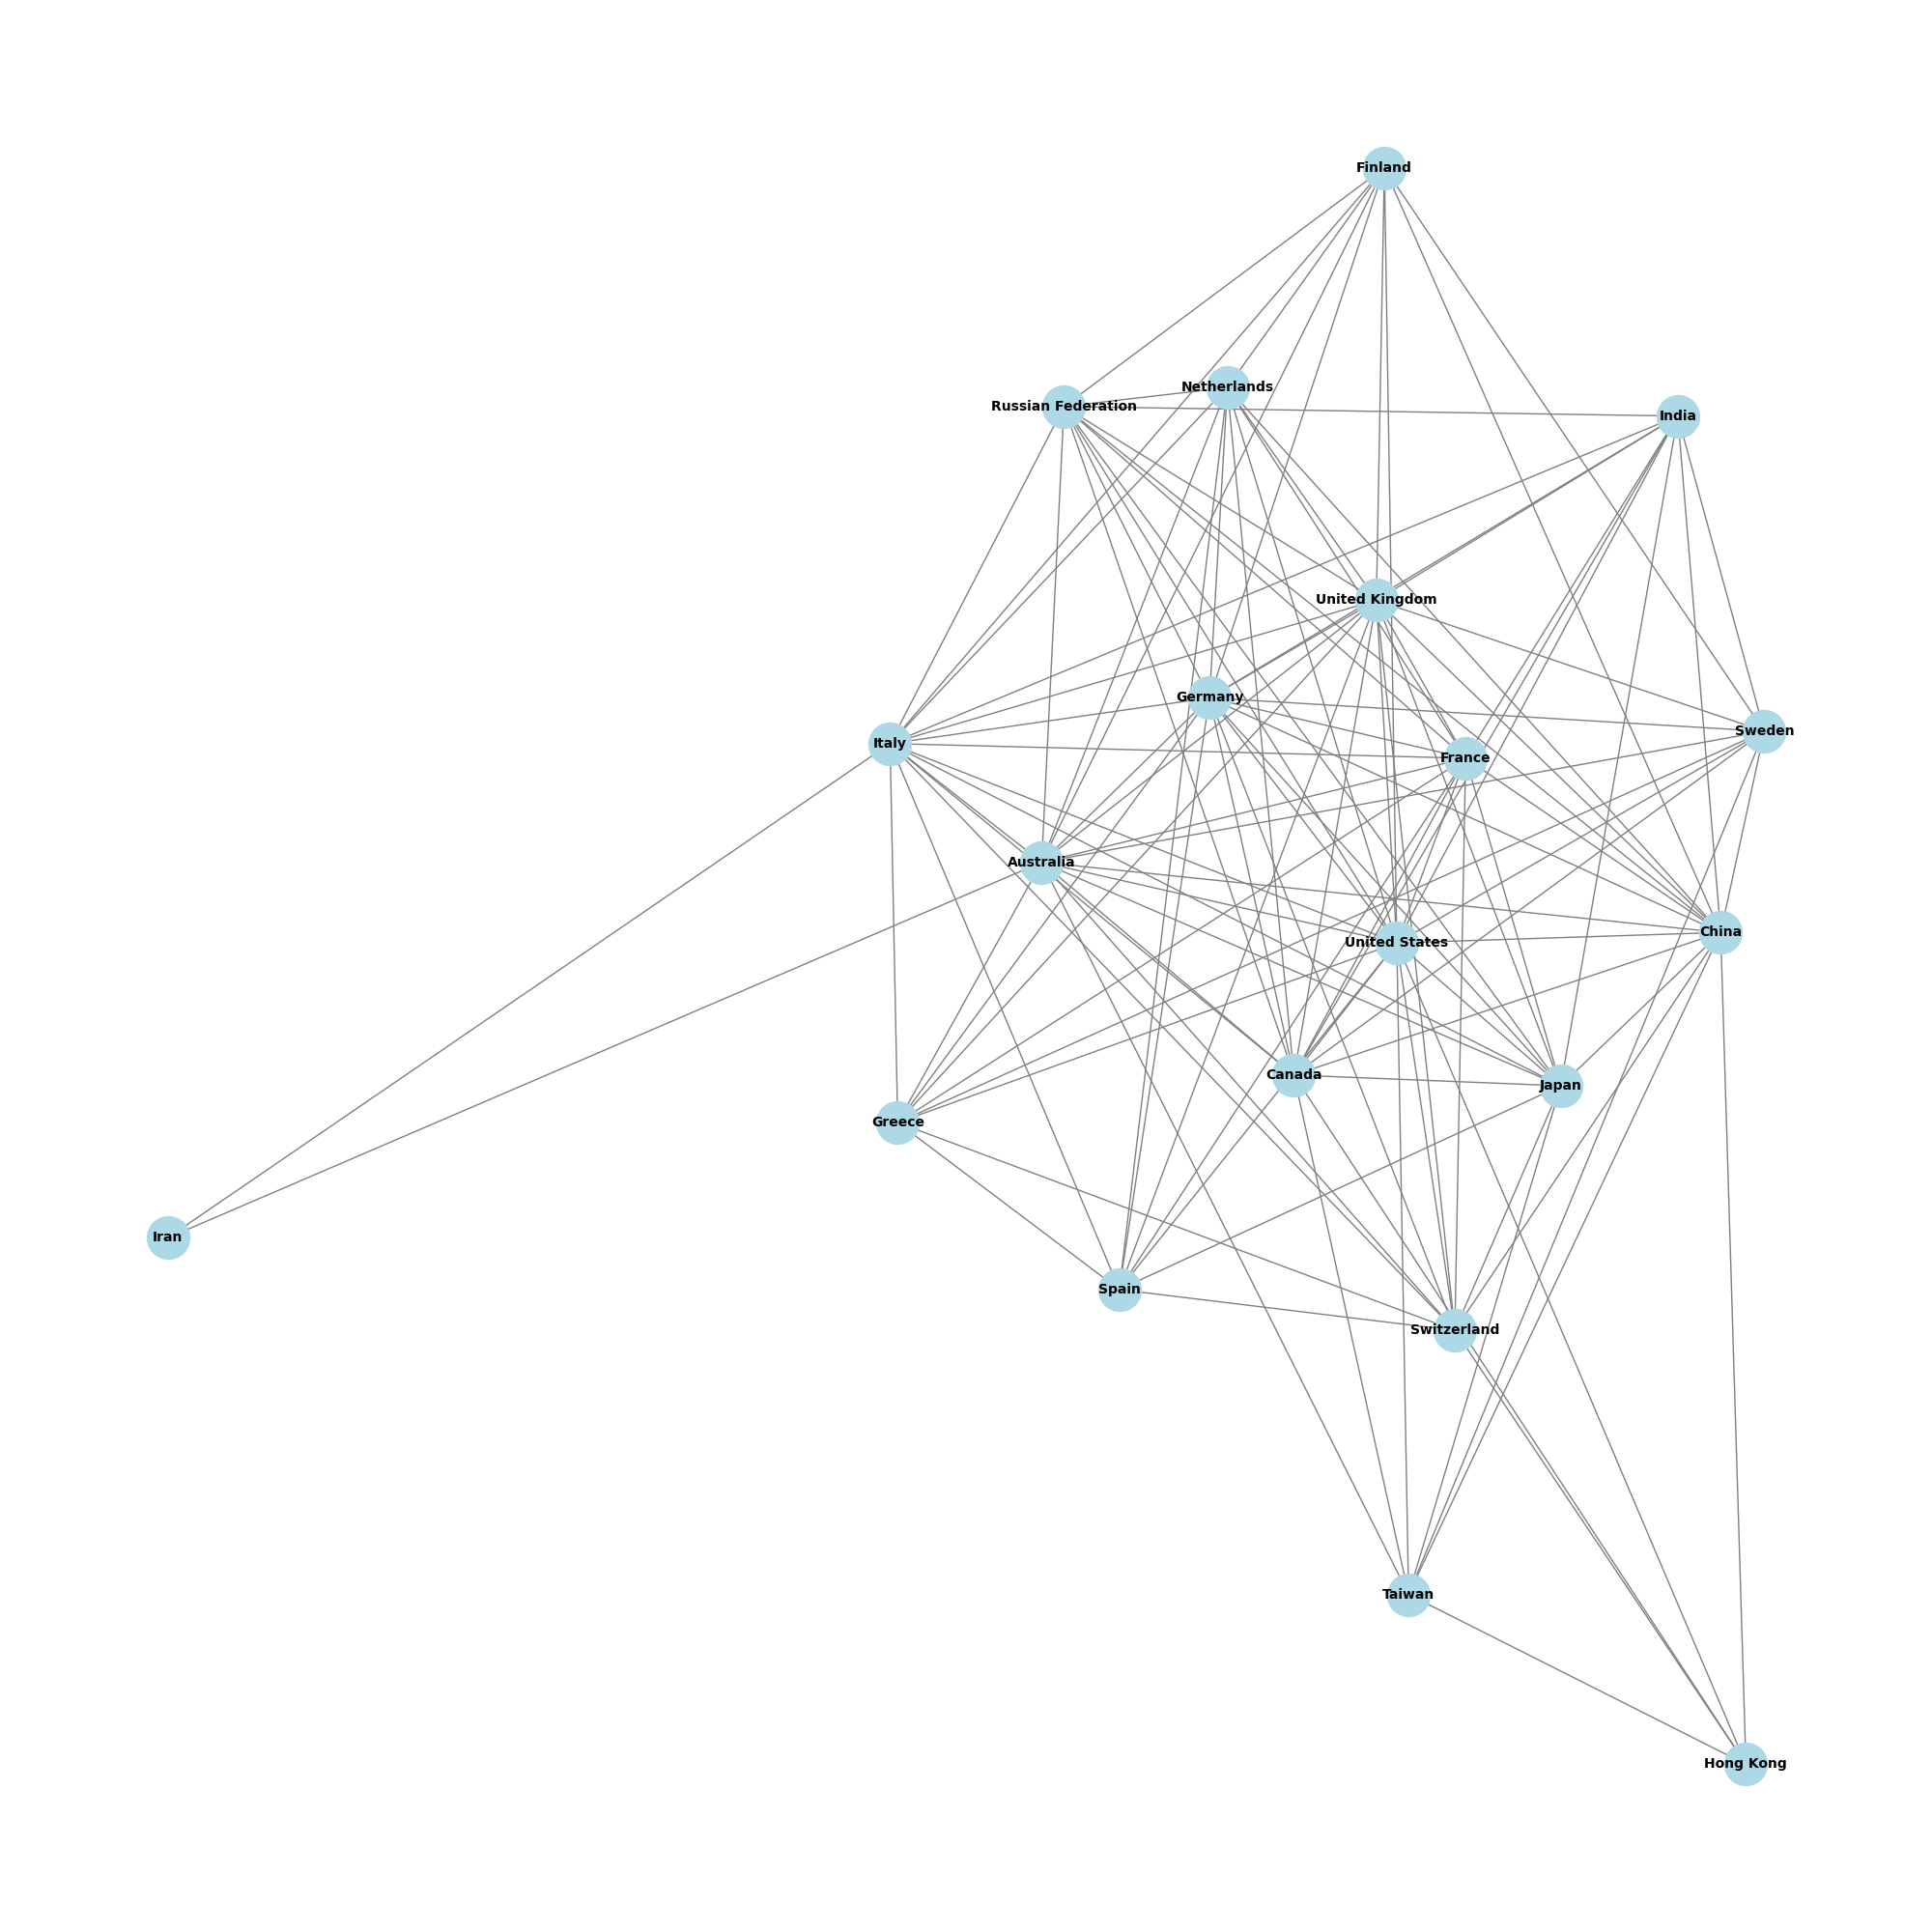 Finland
Netherlands
Russian Federation
India
United Kingdom
Germany
Sweden
Italy
France
Australia
China
United States
Canada
Japan
Greece
Iran
Spain
Switzerland
Taiwan
Hong Kong